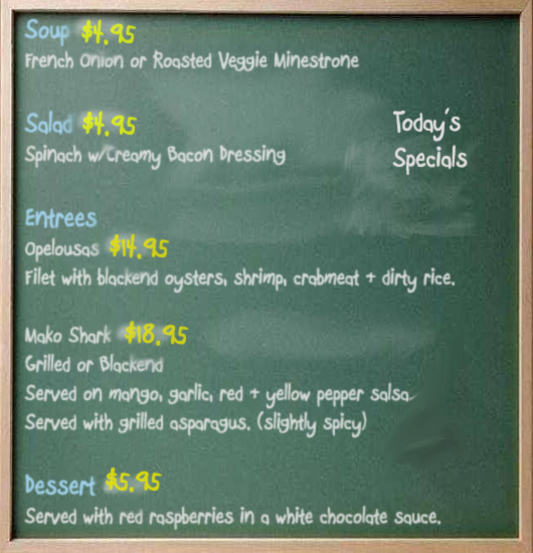 Soup $4.95
French Onion or Roasted Veggie Minestrone
Salad $4.95
Spinach w/Creamy Bacon Dressing
Today's
Specials
Entrees
Opelousas $14.95
Filet with blackend oysters, shrimp, crabmeat + dirty rice.
Mako Shark $18.95
Grilled or Blackend
Served on mango, garlic, red + yellow pepper salsa
Served with grilled asparagus. (slightly spicy)
Dessert $5.95
Served with red raspberries in a white chocolate sauce.